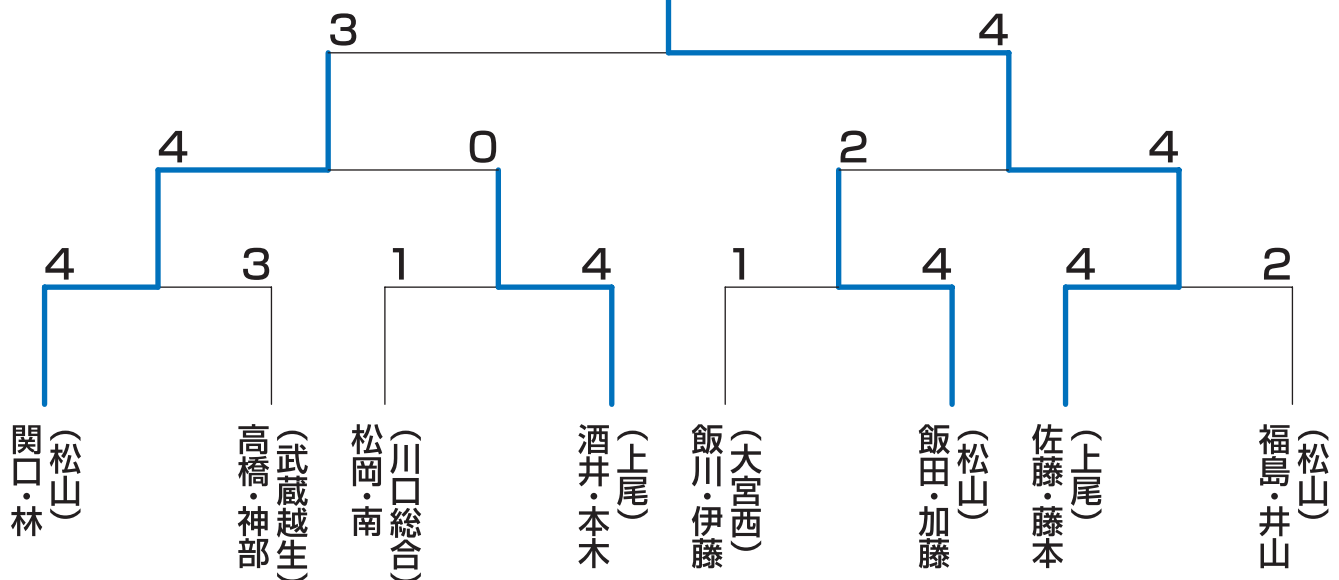 3
4
4
0
2
4
4
3
1
4
1
4
4
2
関口・林
(松山)
高橋・神部
(武蔵越生)
松岡・南
(川口総合)
酒井・本木
(上尾)
飯川・伊藤
(大宮西)
飯田・加藤
(松山)
佐藤・藤本
(上尾)
福島・井山
(松山)